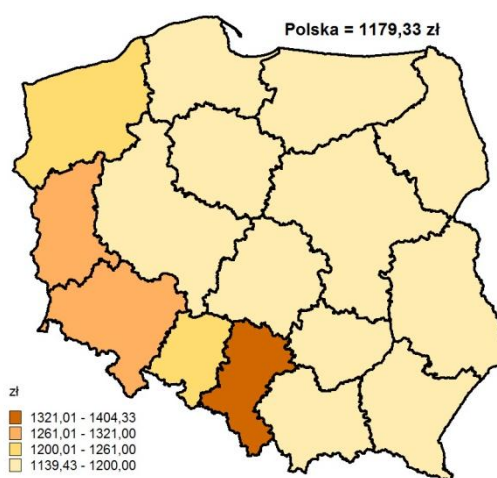 Polska = 1179,33 zł
zł
1321,01 - 1404,33
1261,01 - 1321,00
1200,01 - 1261,00
1139,43 - 1200,00